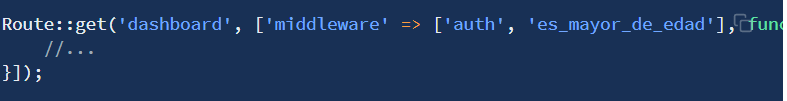 Route::get('dashboard', ['middleware' => ['auth', 'es_mayor_de_edad'], func
    //...
}]);